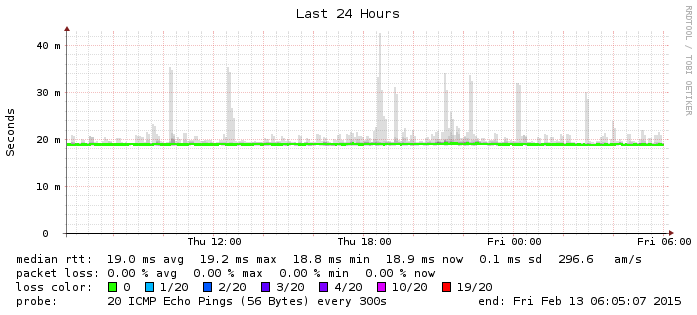 Last 24 Hours
RRDTOOL / TOBI OETIKER
Seconds
40 m
30 m
20 m
10 m
0
Thu 12:00 Thu 18:00 Fri 00:00 Fri 06:00
median rtt: 19.0 ms avg 19.2 ms max 18.8 ms min 18.9 ms now 0.1 ms sd 296.6 am/s
packet loss: 0.00 % avg 0.00 % max 0.00 % min 0.00 % now
loss color: 0 1/20 2/20 3/20 4/20 10/20 19/20
probe: 20 ICMP Echo Pings (56 Bytes) every 300s end: Fri Feb 13 06:05:07 2015